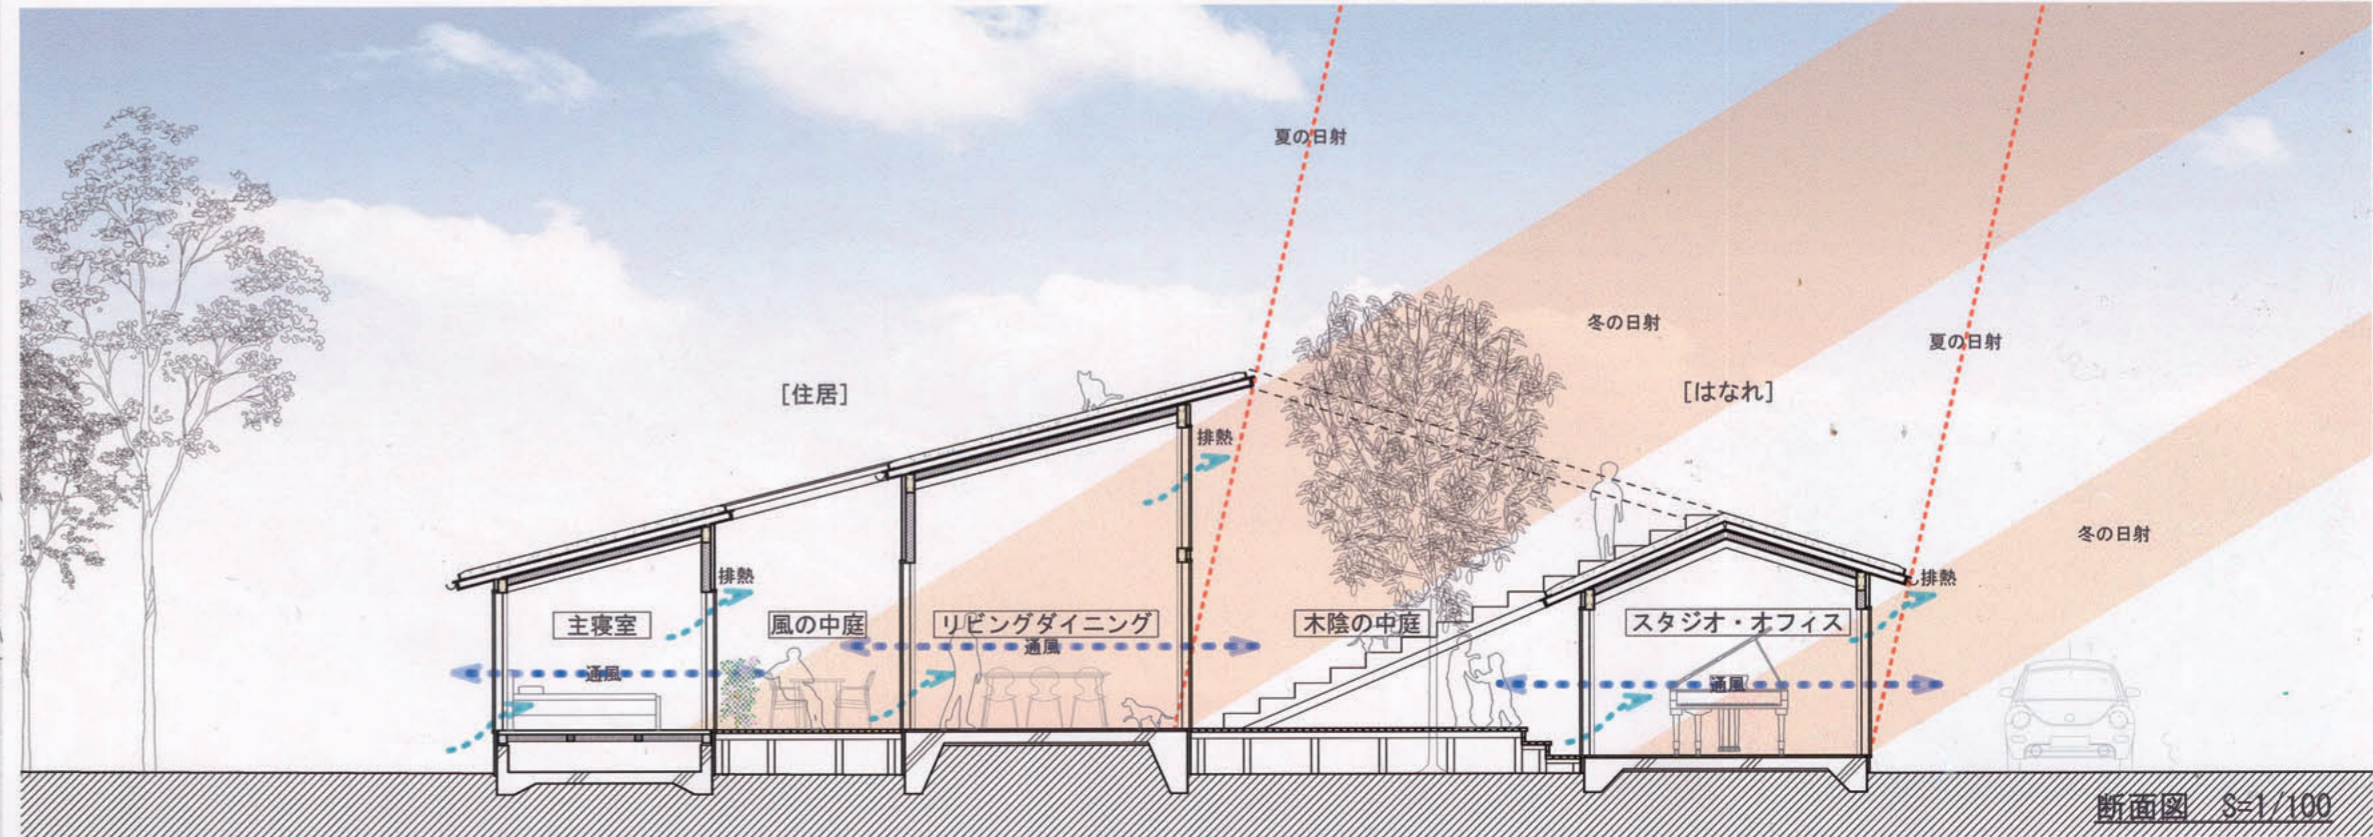 夏の日射
冬の日射
夏の日射
[住居]
[はなれ]
排熱
冬の日射
排熱
排熱
主寝室
風の中庭
リビングダイニング
木陰の中庭
スタジオ・オフィス
通風
通風
通風
断面図 S=1/100